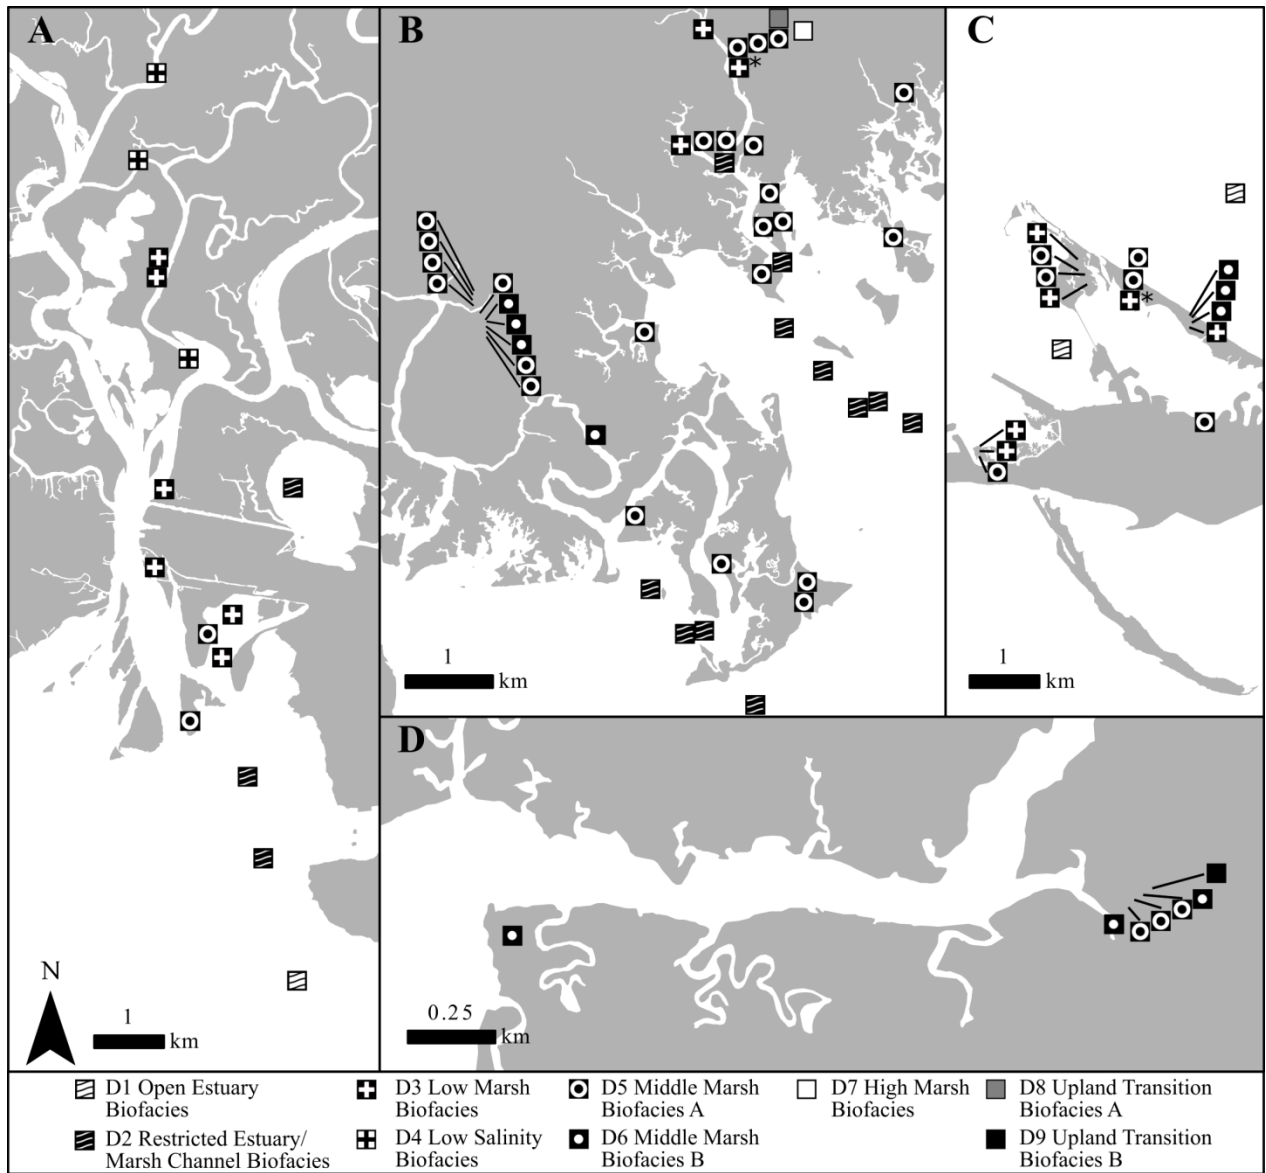 A
B
C
*
*
1
km
1
km
D
N
1
km
0.25
km
D1 Open Estuary
Biofacies
D2 Restricted Estuary/
Marsh Channel Biofacies
D3 Low Marsh
Biofacies
D4 Low Salinity
Biofacies
D5 Middle Marsh
Biofacies A
D6 Middle Marsh
Biofacies B
D7 High Marsh
Biofacies
D8 Upland Transition
Biofacies A
D9 Upland Transition
Biofacies B